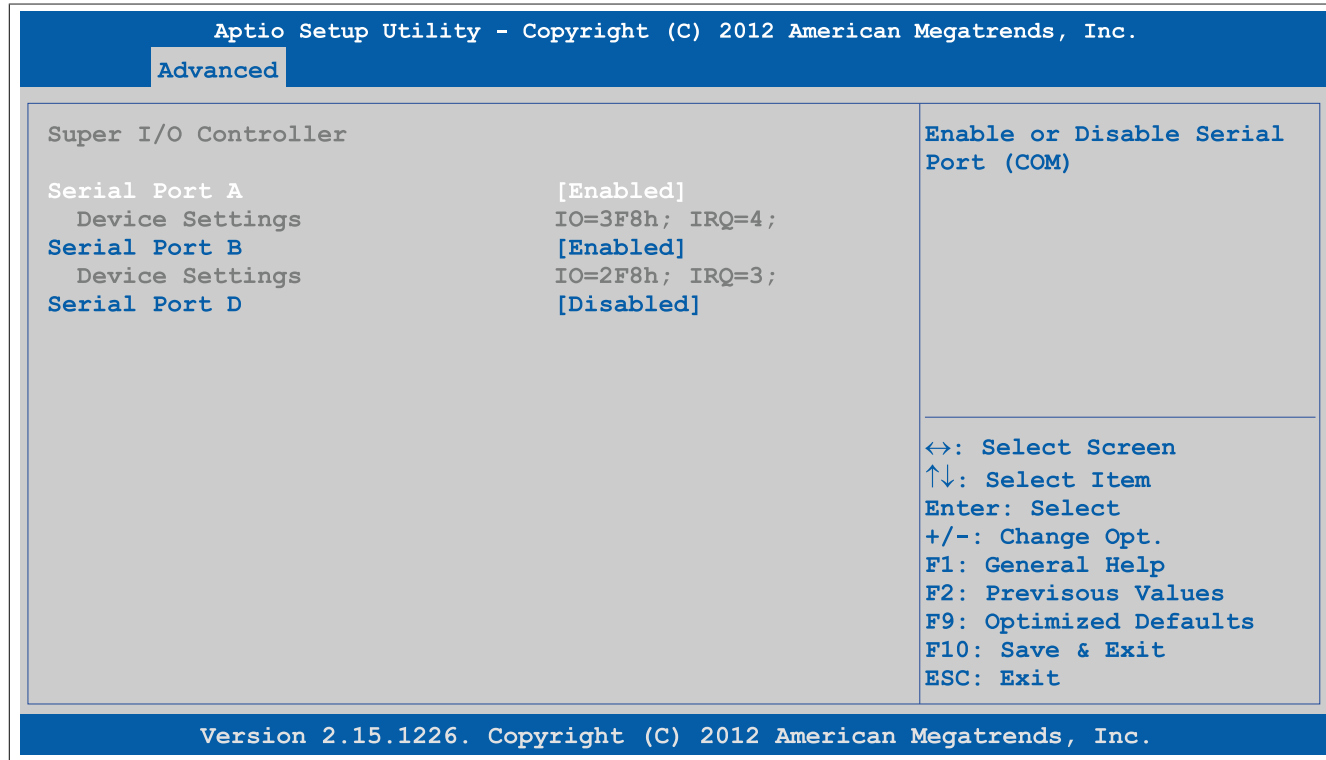 Aptio Setup Utility - Copyright (C) 2012 American Megatrends, Inc.
Advanced
Super I/O Controller
Serial Port A [Enabled]
Device Settings IO=3F8h; IRQ=4;
Serial Port B [Enabled]
Device Settings IO=2F8h; IRQ=3;
Serial Port D [Disabled]
Enable or Disable Serial
Port (COM)
↔: Select Screen
↑↓: Select Item
Enter: Select
+/-: Change Opt.
F1: General Help
F2: Previsous Values
F9: Optimized Defaults
F10: Save & Exit
ESC: Exit
Version 2.15.1226. Copyright (C) 2012 American Megatrends, Inc.